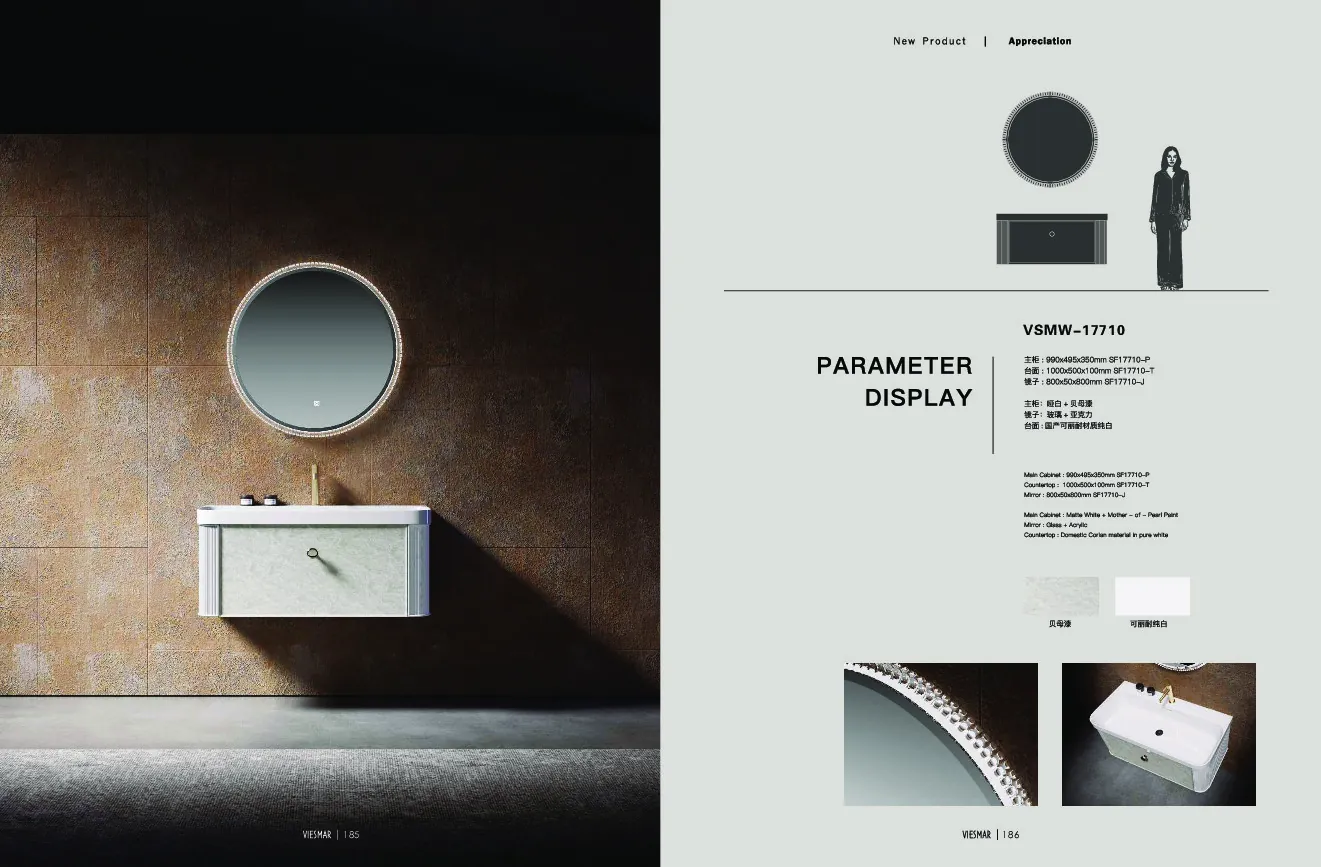 New Product | Appreciation
VSMW-17710
PARAMETER
DISPLAY
主柜 : 990x495x350mm SF17710-P
台面 : 1000x500x100mm SF17710-T
镜子 : 800x50x800mm SF17710-J
主柜 : 哑白 + 贝母漆
镜子 : 玻璃 + 亚克力
台面 : 国产可丽耐材质纯白
Main Cabinet : 990x495x350mm SF17710-P
Countertop : 1000x500x100mm SF17710-T
Mirror : 800x50x800mm SF17710-J
Main Cabinet : Matte White + Mother - of - Pearl Paint
Mirror : Glass + Acrylic
Countertop : Domestic Corian material in pure white
贝母漆
可丽耐纯白
VIESMAR | 185
VIESMAR | 186